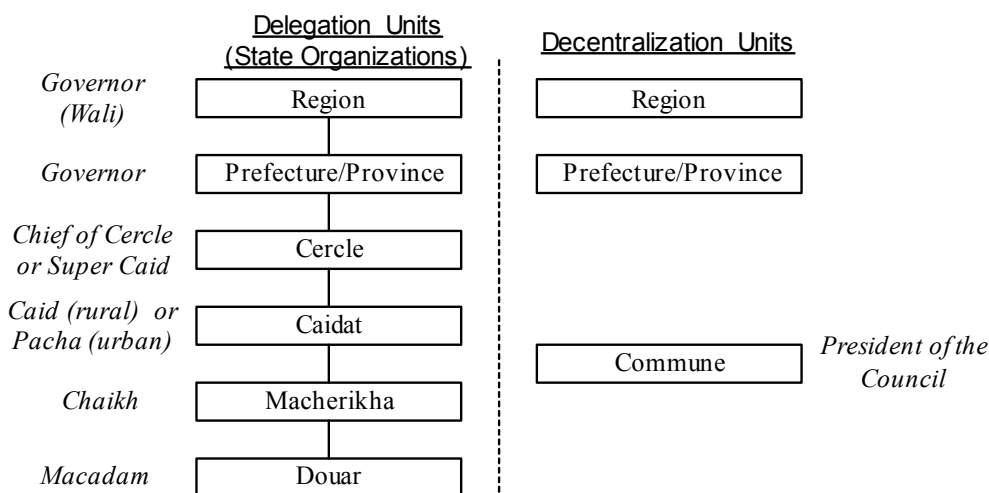 Delegation Units
(State Organizations)
Decentralization Units
Governor
(Wali)
Region
Region
Governor
Prefecture/Province
Prefecture/Province
Chief of Cercle
or Super Caid
Cercle
Caid (rural) or
Pacha (urban)
Caidat
Commune
President of the
Council
Chaikh
Macherikha
Macadam
Douar